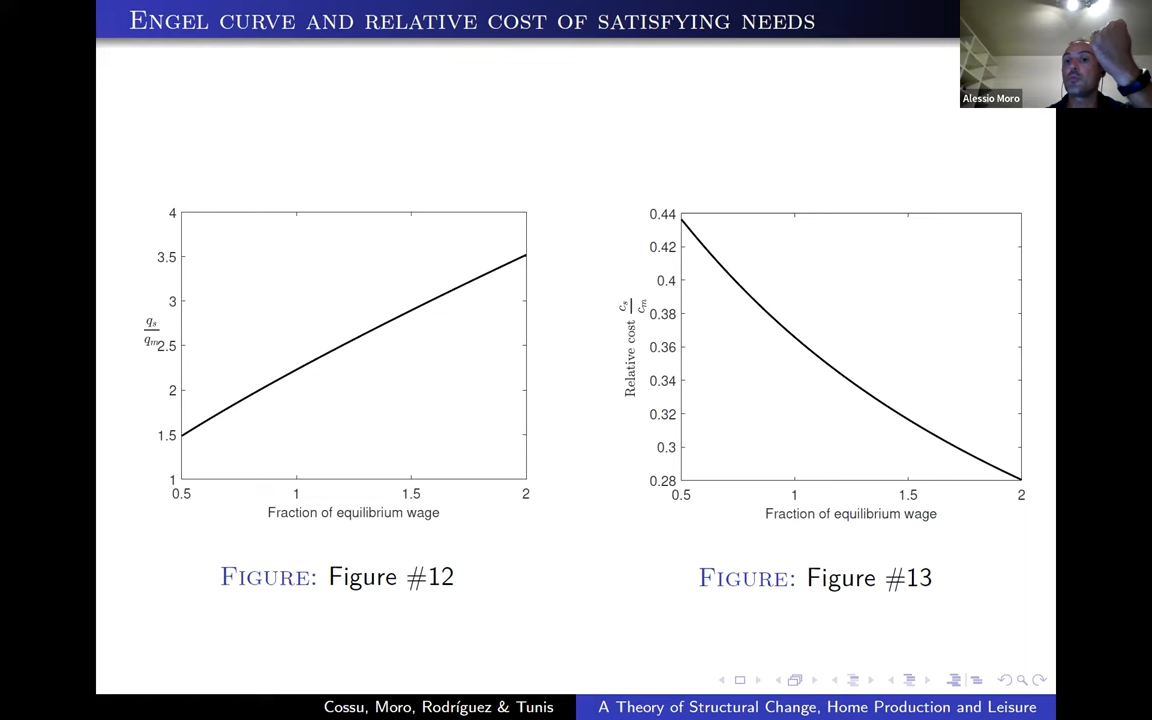 ENGEL CURVE AND RELATIVE COST OF SATISFYING NEEDS
Alessio Moro
4
3.5
3
2.5
2
1.5
1
q_s
q_m
0.5 1 1.5 2
Fraction of equilibrium wage
FIGURE: Figure #12
0.44
0.42
0.4
0.38
0.36
0.34
0.32
0.3
0.28
Relative cost c_s/c_m
0.5 1 1.5 2
Fraction of equilibrium wage
FIGURE: Figure #13
Cossu, Moro, Rodríguez & Tunis
A Theory of Structural Change, Home Production and Leisure